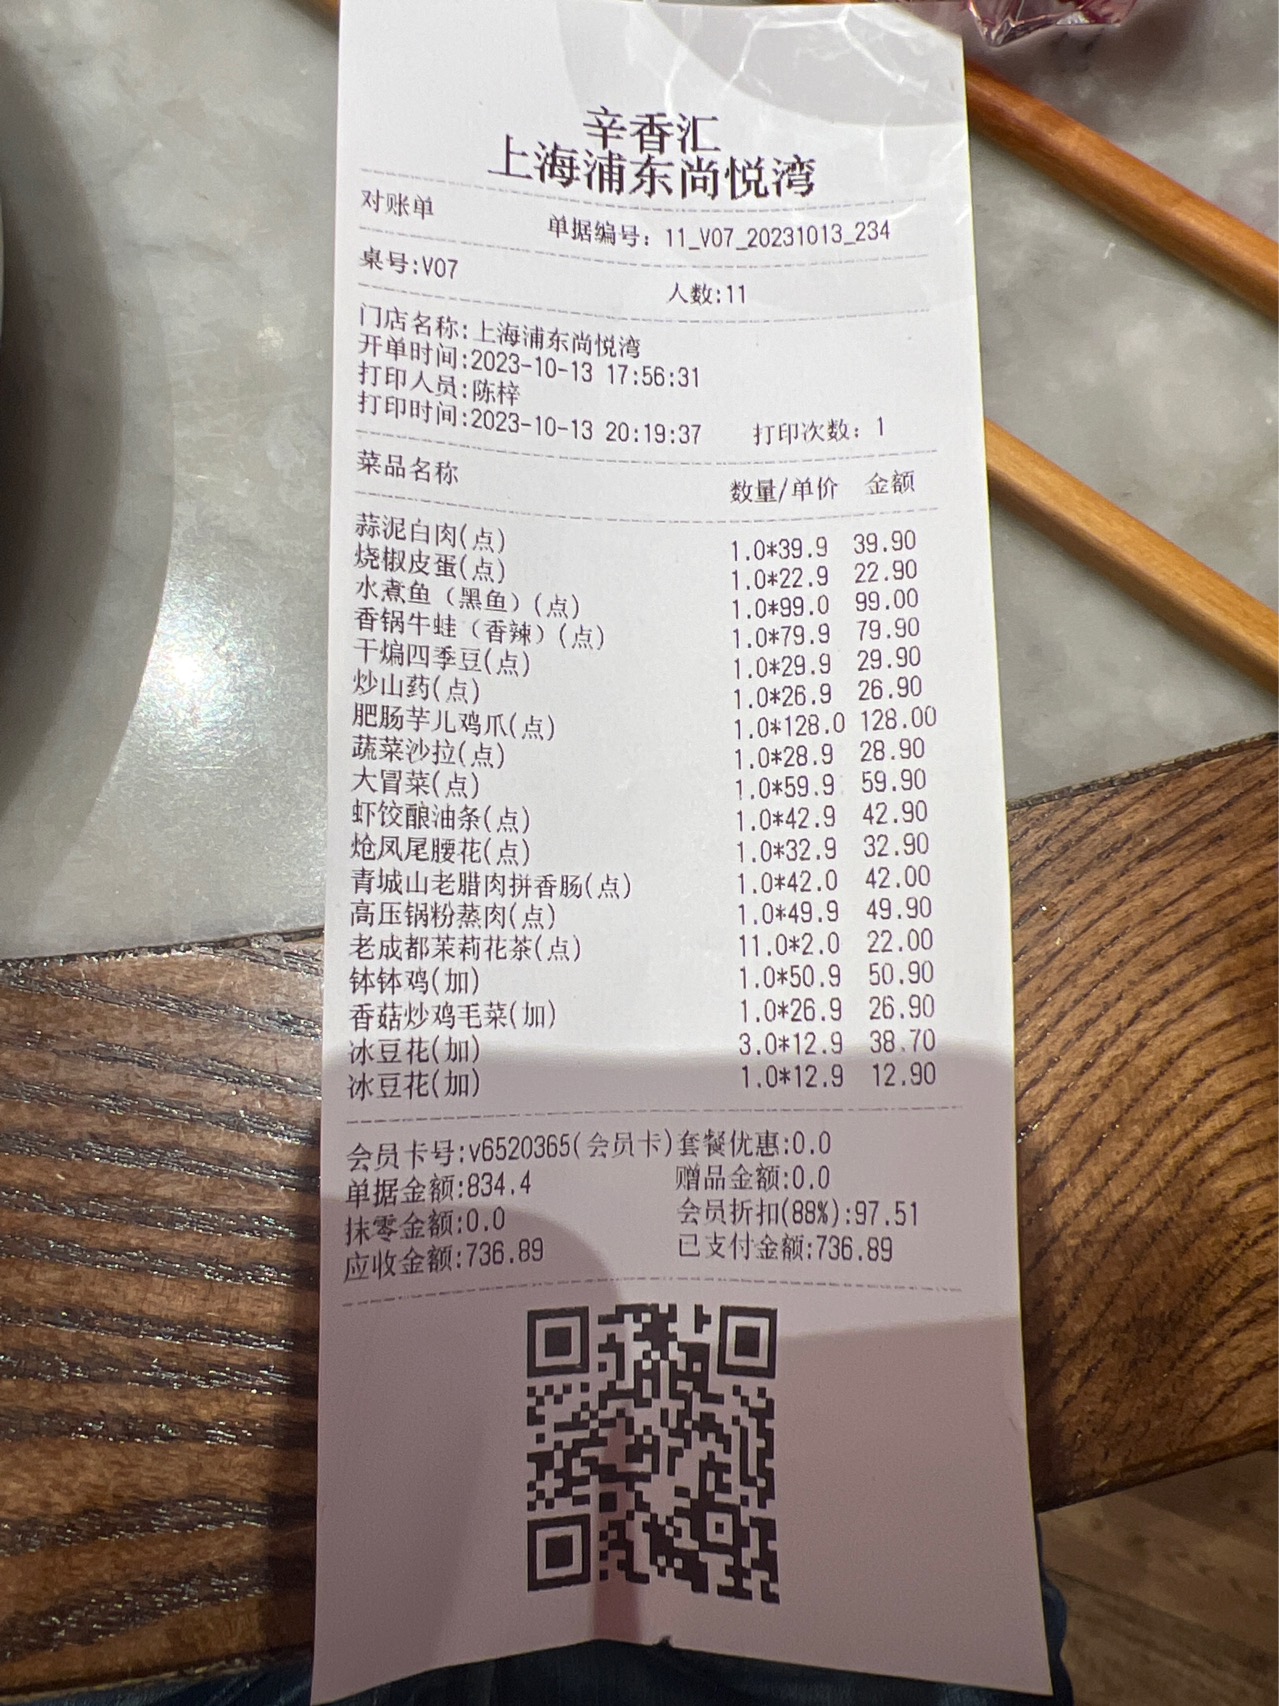 辛香汇
上海浦东尚悦湾
对账单 单据编号：11_V07_20231013_234
桌号:V07 人数:11
门店名称:上海浦东尚悦湾
开单时间:2023-10-13 17:56:31
打印人员:陈梓
打印时间:2023-10-13 20:19:37 打印次数：1
菜品名称 数量/单价 金额
蒜泥白肉(点) 1.0*39.9 39.90
烧椒皮蛋(点) 1.0*22.9 22.90
水煮鱼（黑鱼）(点) 1.0*99.0 99.00
香锅牛蛙（香辣）(点) 1.0*79.9 79.90
干煸四季豆(点) 1.0*29.9 29.90
炒山药(点) 1.0*26.9 26.90
肥肠芋儿鸡爪(点) 1.0*128.0 128.00
蔬菜沙拉(点) 1.0*28.9 28.90
大冒菜(点) 1.0*59.9 59.90
虾饺酿油条(点) 1.0*42.9 42.90
炝凤尾腰花(点) 1.0*32.9 32.90
青城山老腊肉拼香肠(点) 1.0*42.0 42.00
高压锅粉蒸肉(点) 1.0*49.9 49.90
老成都茉莉花茶(点) 11.0*2.0 22.00
钵钵鸡(加) 1.0*50.9 50.90
香菇炒鸡毛菜(加) 1.0*26.9 26.90
冰豆花(加) 3.0*12.9 38.70
冰豆花(加) 1.0*12.9 12.90
会员卡号:v6520365(会员卡) 套餐优惠:0.0
单据金额:834.4 赠品金额:0.0
抹零金额:0.0 会员折扣(88%):97.51
应收金额:736.89 已支付金额:736.89